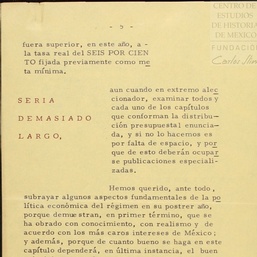 - 5 -
CENTRO DE
ESTUDIOS
DE HISTORIA
DE MÉXICO
FUNDACIÓN
Carlos Slim
fuera superior, en este año, a -
la tasa real del SEIS POR CIEN
TO fijada previamente como me
ta mínima.
SERIA
DEMASIADO
LARGO,
aun cuando en extremo alec
cionador, examinar todos y
cada uno de los capítulos
que conforman la distribu-
ción presupuestal enuncia-
da, y si no lo hacemos es
por falta de espacio, y por
que de esto deberán ocupar
se publicaciones especiali-
zadas.
Hemos querido, ante todo,
subrayar algunos aspectos fundamentales de la po
lítica económica del régimen en su postrer año,
porque demuestran, en primer término, que se
ha obrado con conocimiento, con realismo y de
acuerdo con los más caros intereses de México;
y además, porque de cuanto bueno se haga en este
capítulo dependerá, en última instancia, el buen